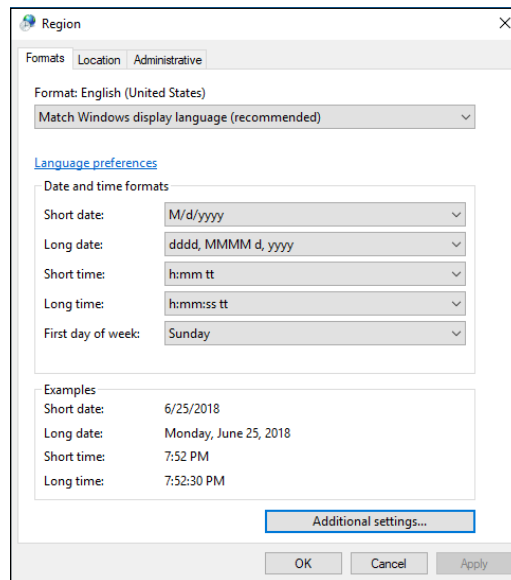 Region
Formats Location Administrative
Format: English (United States)
Match Windows display language (recommended)
Language preferences
Date and time formats
Short date: M/d/yyyy
Long date: dddd, MMMM d, yyyy
Short time: h:mm tt
Long time: h:mm:ss tt
First day of week: Sunday
Examples
Short date: 6/25/2018
Long date: Monday, June 25, 2018
Short time: 7:52 PM
Long time: 7:52:30 PM
Additional settings...
OK Cancel Apply